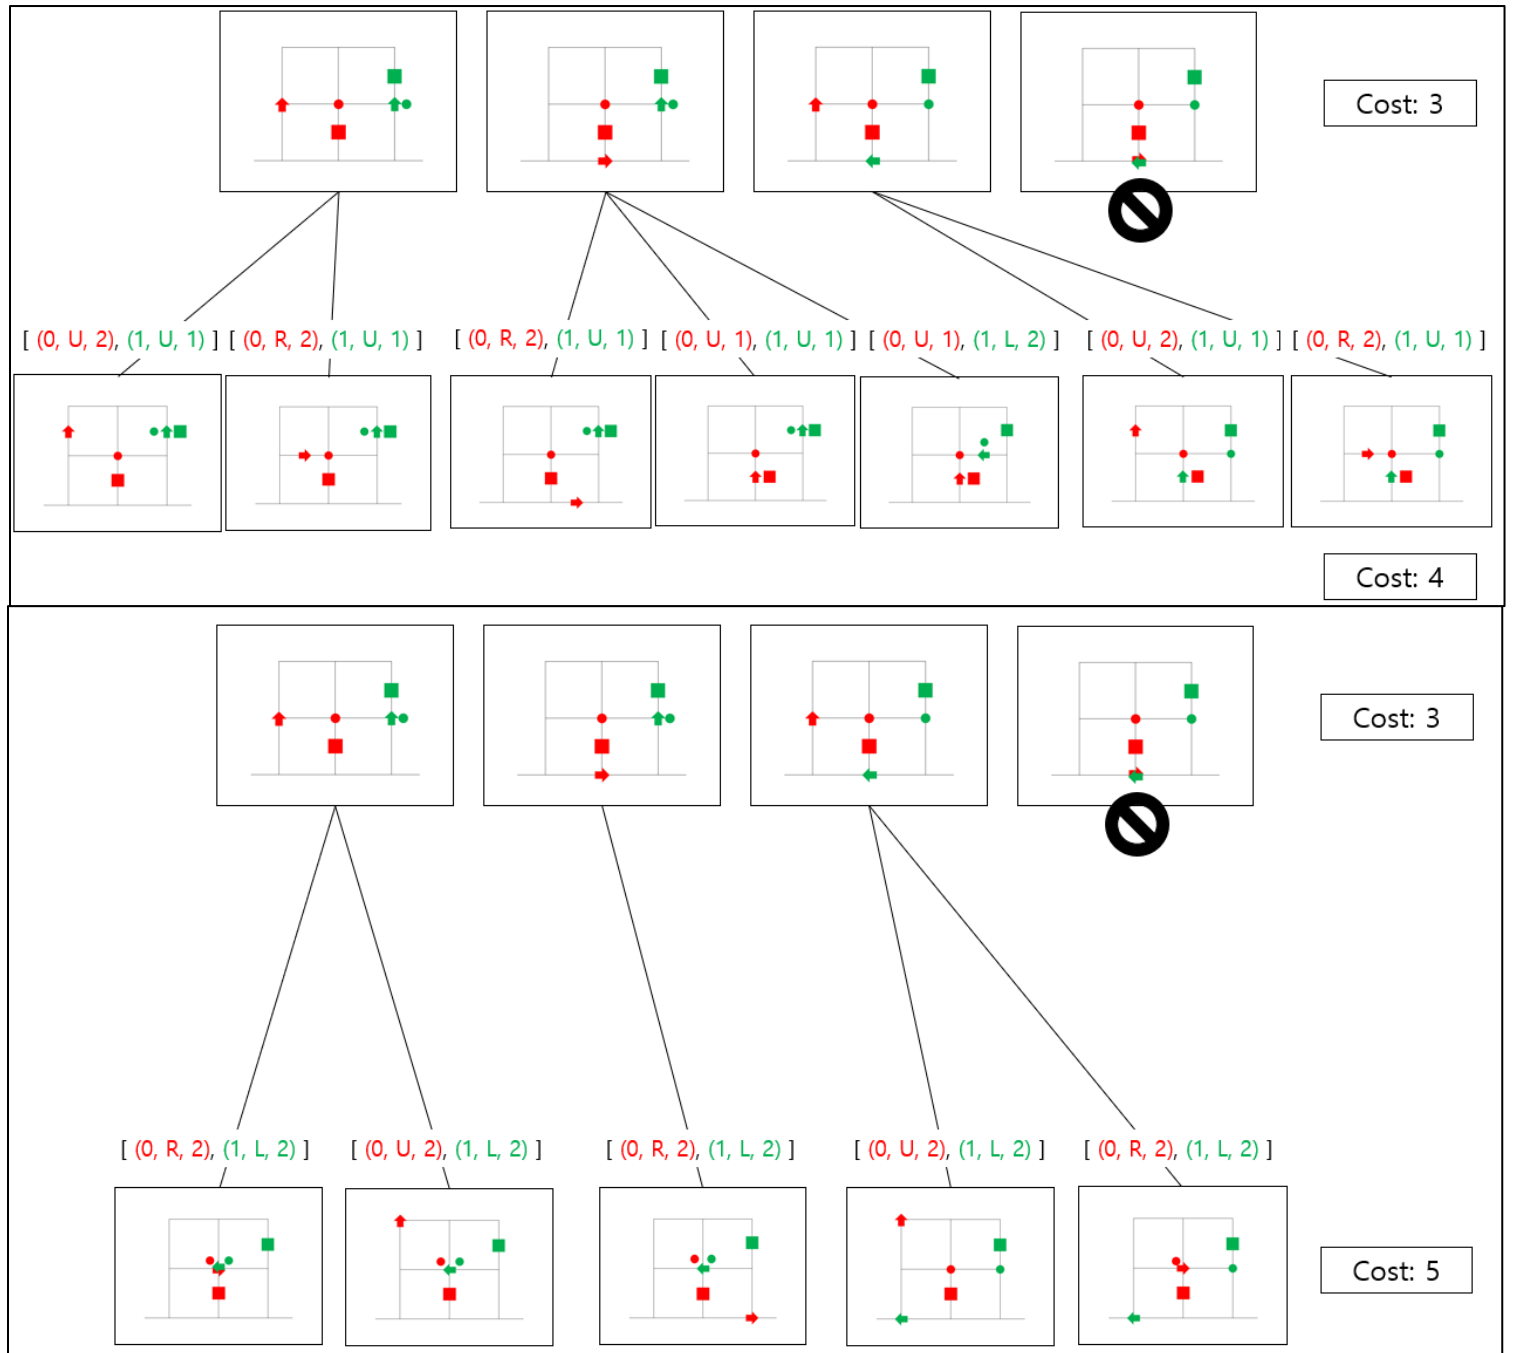 Cost: 3
[ (0, U, 2), (1, U, 1) ] [ (0, R, 2), (1, U, 1) ] [ (0, R, 2), (1, U, 1) ] [ (0, U, 1), (1, U, 1) ] [ (0, U, 1), (1, L, 2) ] [ (0, U, 2), (1, U, 1) ] [ (0, R, 2), (1, U, 1) ]
Cost: 4
Cost: 3
[ (0, R, 2), (1, L, 2) ] [ (0, U, 2), (1, L, 2) ] [ (0, R, 2), (1, L, 2) ] [ (0, U, 2), (1, L, 2) ] [ (0, R, 2), (1, L, 2) ]
Cost: 5